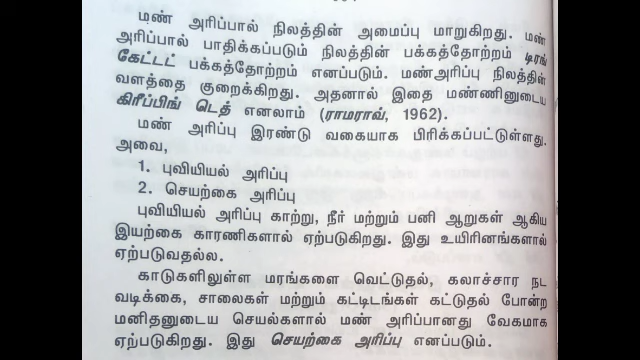 மண் அரிப்பால் நிலத்தின் அமைப்பு மாறுகிறது. மண்
அரிப்பால் பாதிக்கப்படும் நிலத்தின் பக்கத்தோற்றம் டிரங்
கேட்டட் பக்கத்தோற்றம் எனப்படும். மண்அரிப்பு நிலத்தின்
வளத்தை குறைக்கிறது. அதனால் இதை மண்ணினுடைய
கிரீப்பிங் டெத் எனலாம் (ராமராவ், 1962).
மண் அரிப்பு இரண்டு வகையாக பிரிக்கப்பட்டுள்ளது.
அவை,
1. புவியியல் அரிப்பு
2. செயற்கை அரிப்பு
புவியியல் அரிப்பு காற்று, நீர் மற்றும் பனி ஆறுகள் ஆகிய
இயற்கை காரணிகளால் ஏற்படுகிறது. இது உயிரினங்களால்
ஏற்படுவதல்ல.
காடுகளிலுள்ள மரங்களை வெட்டுதல், கலாச்சார நட
வடிக்கை, சாலைகள் மற்றும் கட்டிடங்கள் கட்டுதல் போன்ற
மனிதனுடைய செயல்களால் மண் அரிப்பானது வேகமாக
ஏற்படுகிறது. இது செயற்கை அரிப்பு எனப்படும்.